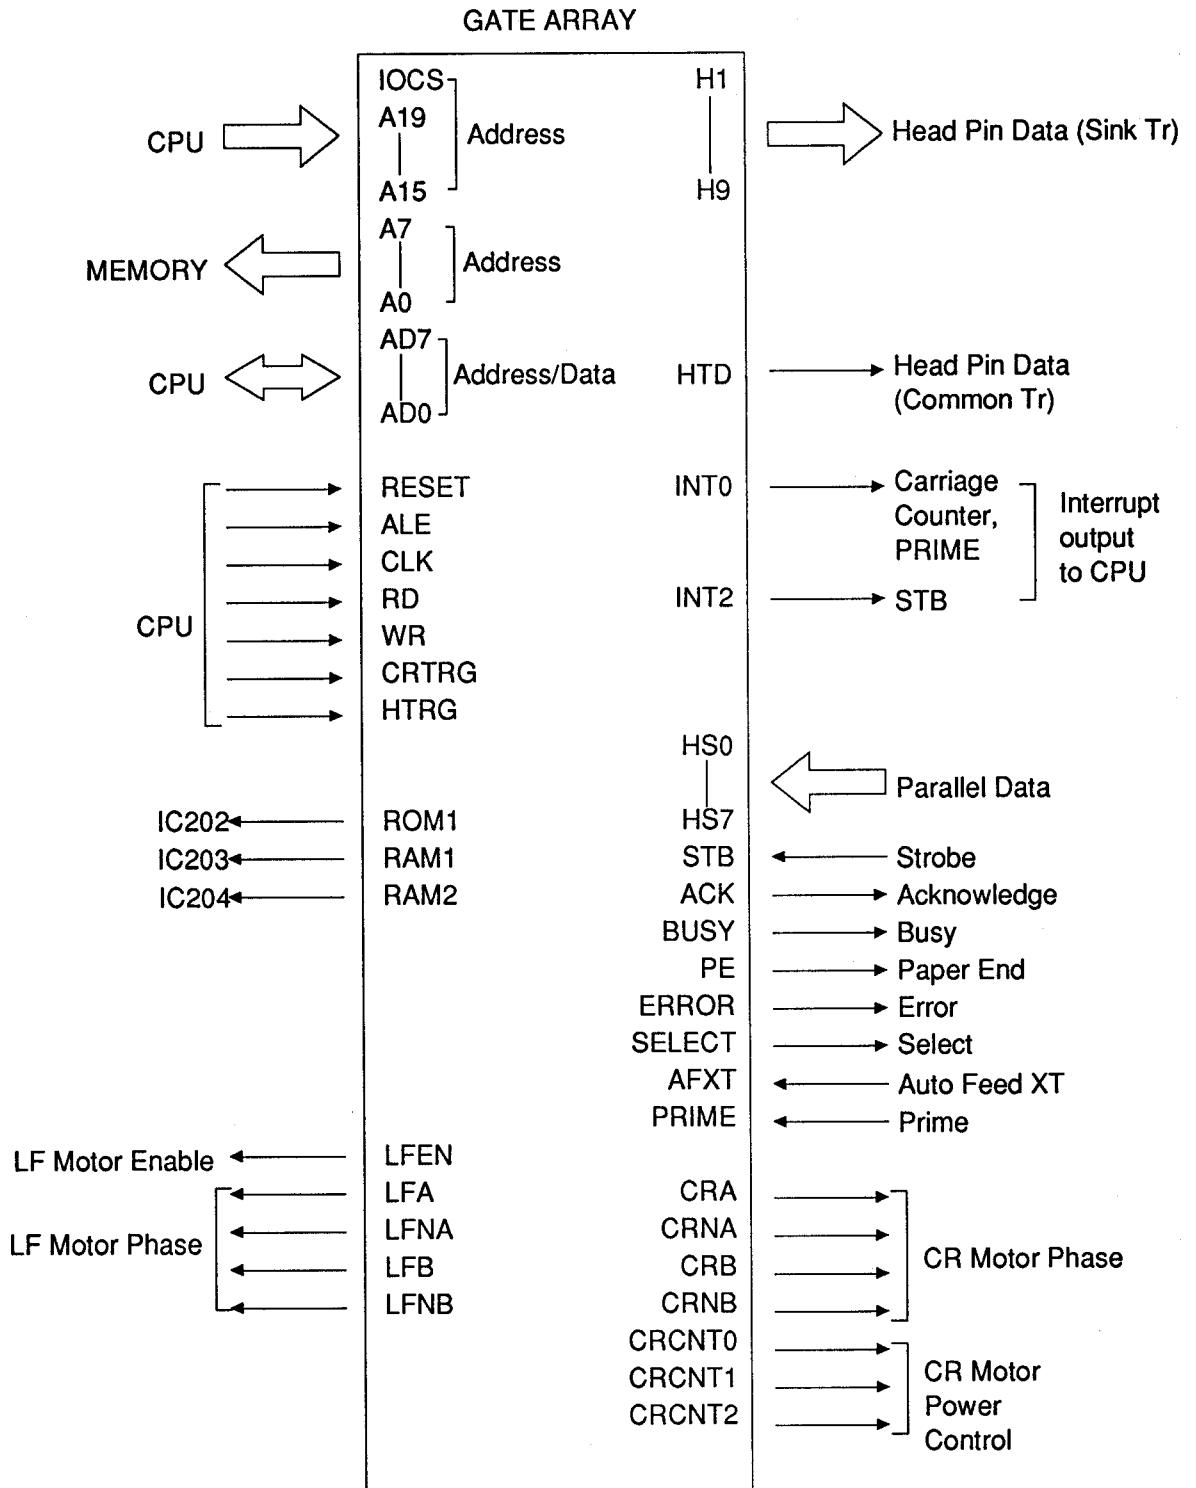 GATE ARRAY
IOCS
A19
A15
Address
CPU
A7
A0
Address
MEMORY
AD7
AD0
Address/Data
CPU
RESET
ALE
CLK
RD
WR
CRTRG
HTRG
CPU
IC202
ROM1
IC203
RAM1
IC204
RAM2
LF Motor Enable
LFEN
LFA
LFNA
LFB
LFNB
LF Motor Phase
H1
H9
Head Pin Data (Sink Tr)
HTD
Head Pin Data
(Common Tr)
INT0
Carriage
Counter,
PRIME
INT2
STB
Interrupt
output
to CPU
HS0
HS7
Parallel Data
STB
Strobe
ACK
Acknowledge
BUSY
Busy
PE
Paper End
ERROR
Error
SELECT
Select
AFXT
Auto Feed XT
PRIME
Prime
CRA
CRNA
CRB
CRNB
CR Motor Phase
CRCNT0
CRCNT1
CRCNT2
CR Motor
Power
Control